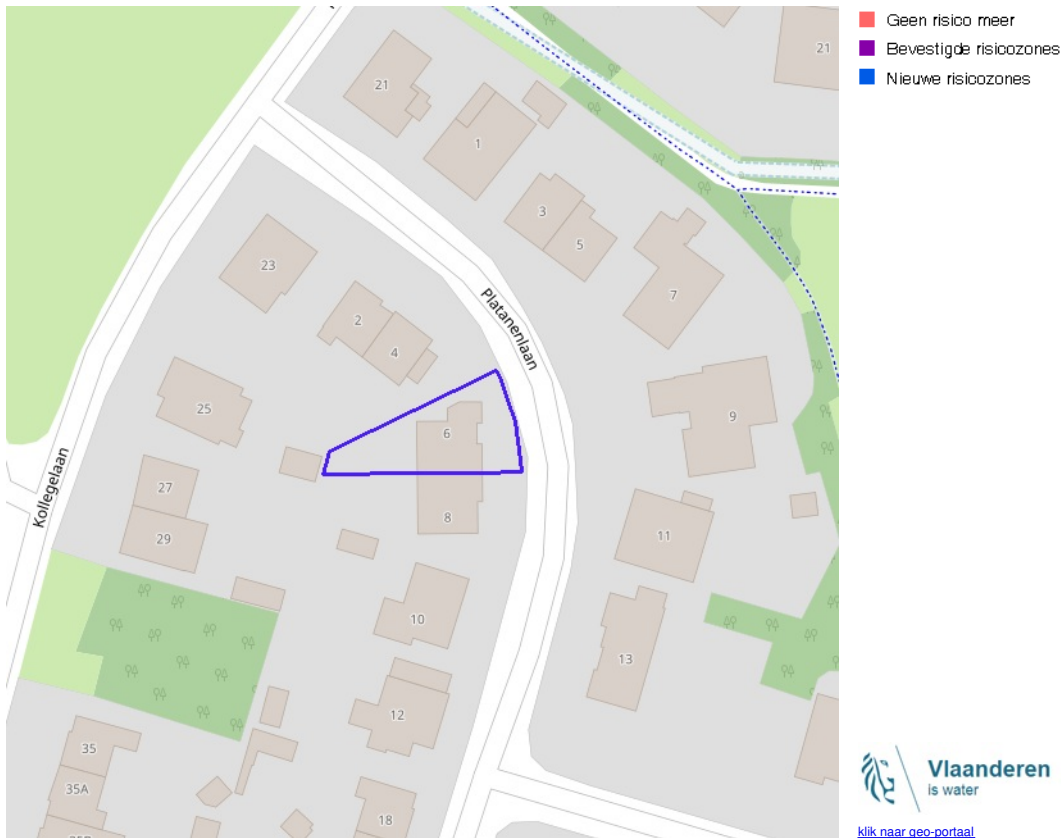 Geen risico meer
Bevestigde risicozones
Nieuwe risicozones
21
21
1
3
5
23
7
2
Platanenlaan
4
9
25
6
Kollegelaan
27
8
29
11
10
13
12
35
35A
18
Vlaanderen
is water
klik naar geo-portaal